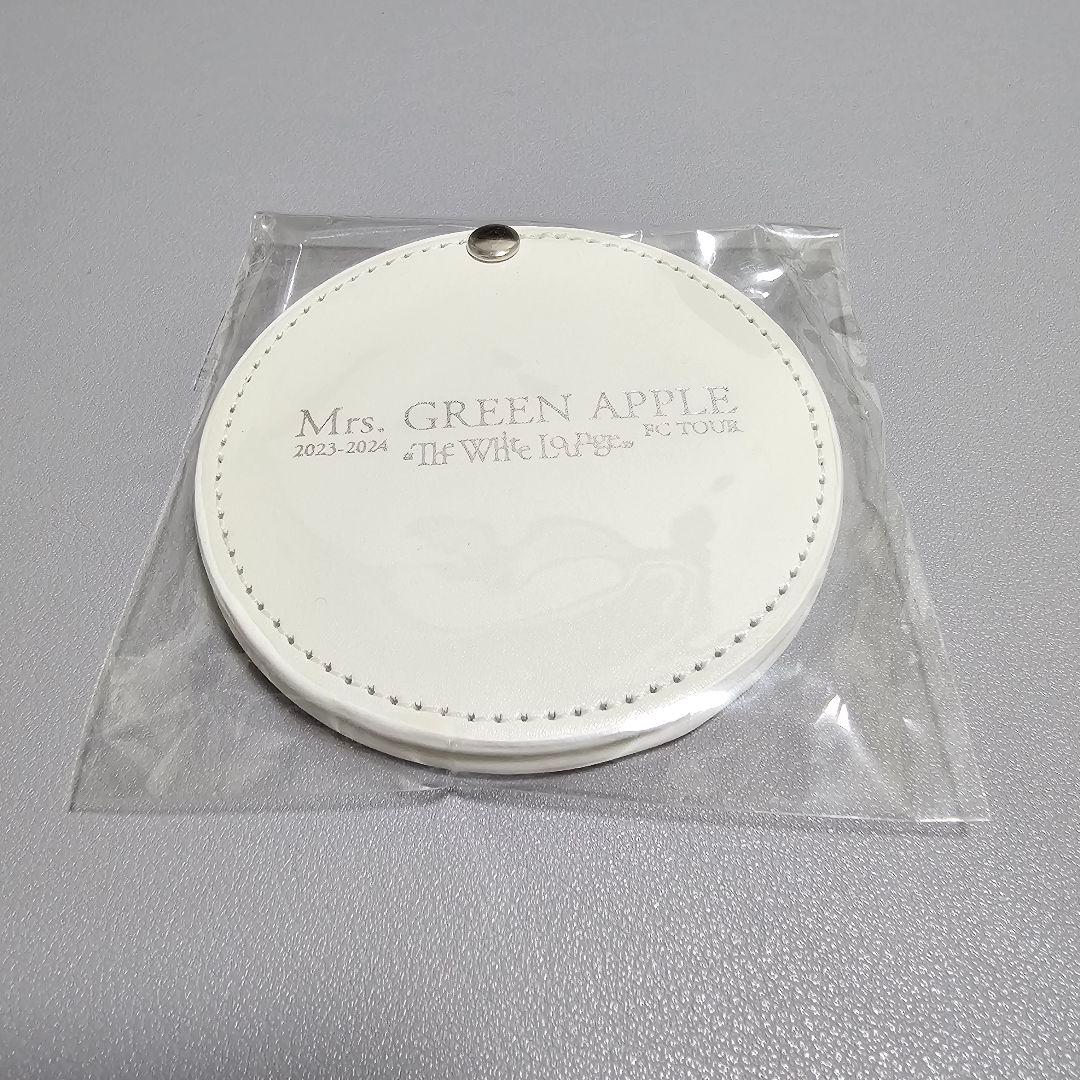 Mrs. GREEN APPLE
2023-2024 “The White Lounge” FC TOUR